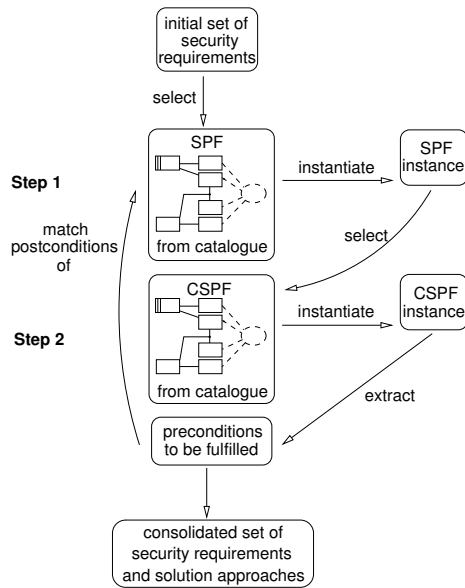 initial set of
security
requirements
select
SPF
from catalogue
Step 1
instantiate
SPF
instance
match
postconditions
of
select
CSPF
from catalogue
Step 2
instantiate
CSPF
instance
extract
preconditions
to be fulfilled
consolidated set of
security requirements
and solution approaches